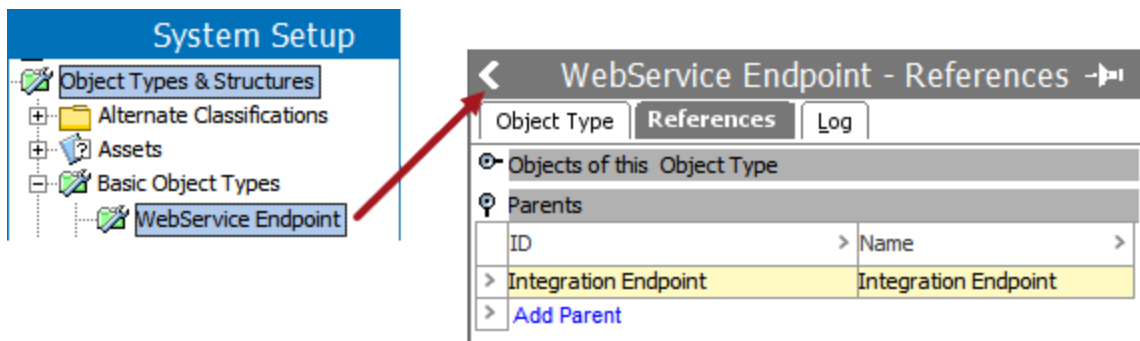 System Setup
Object Types & Structures
Alternate Classifications
Assets
Basic Object Types
WebService Endpoint
WebService Endpoint - References
Object Type References Log
Objects of this Object Type
Parents
ID > Name >
> Integration Endpoint Integration Endpoint
> Add Parent